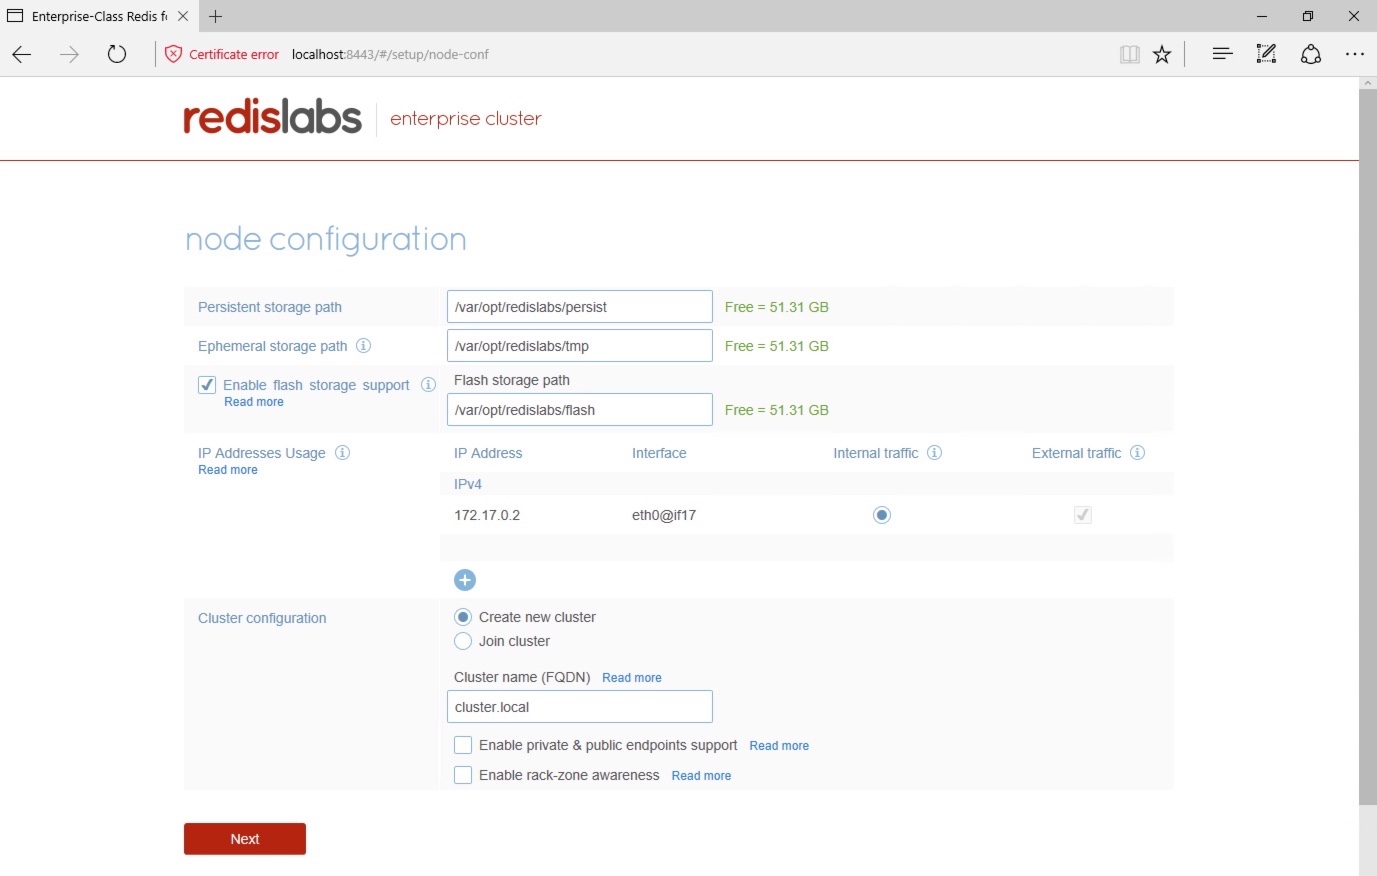 Enterprise-Class Redis f
Certificate error localhost:8443/#/setup/node-conf
redislabs enterprise cluster
node configuration
Persistent storage path /var/opt/redislabs/persist Free = 51.31 GB
Ephemeral storage path /var/opt/redislabs/tmp Free = 51.31 GB
Enable flash storage support Flash storage path
Read more
/var/opt/redislabs/flash Free = 51.31 GB
IP Addresses Usage IP Address Interface Internal traffic External traffic
Read more
IPv4
172.17.0.2 eth0@if17
Cluster configuration Create new cluster
Join cluster
Cluster name (FQDN) Read more
cluster.local
Enable private & public endpoints support Read more
Enable rack-zone awareness Read more
Next